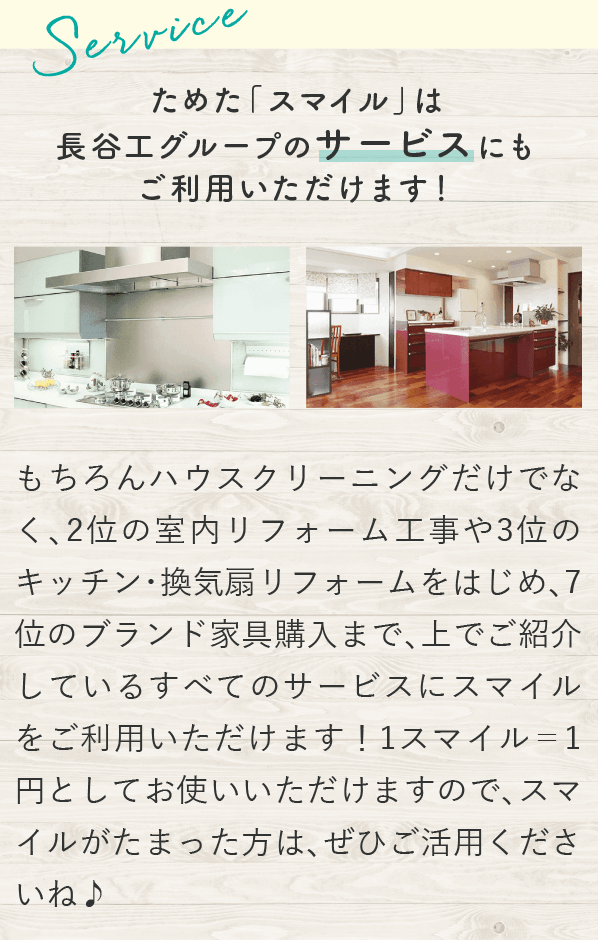 Service
ためた「スマイル」は
長谷工グループのサービスにも
ご利用いただけます!
もちろんハウスクリーニングだけでな
く、2位の室内リフォーム工事や3位の
キッチン・換気扇リフォームをはじめ、7
位のブランド家具購入まで、上でご紹介
しているすべてのサービスにスマイル
をご利用いただけます！1スマイル＝1
円としてお使いいただけますので、スマ
イルがたまった方は、ぜひご活用くださ
いね♪